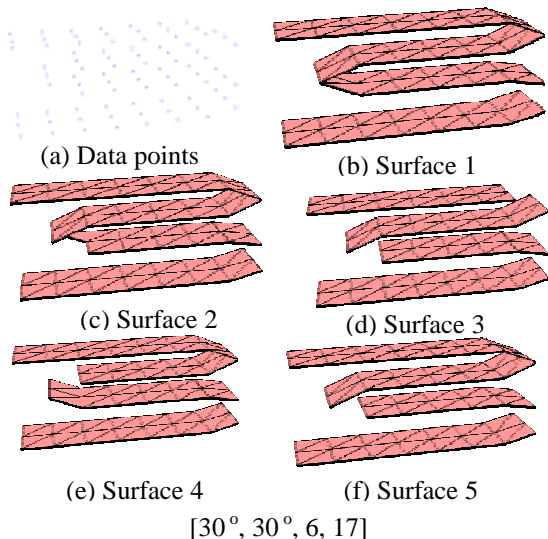 (a) Data points
(b) Surface 1
(c) Surface 2
(d) Surface 3
(e) Surface 4
(f) Surface 5
[30°, 30°, 6, 17]